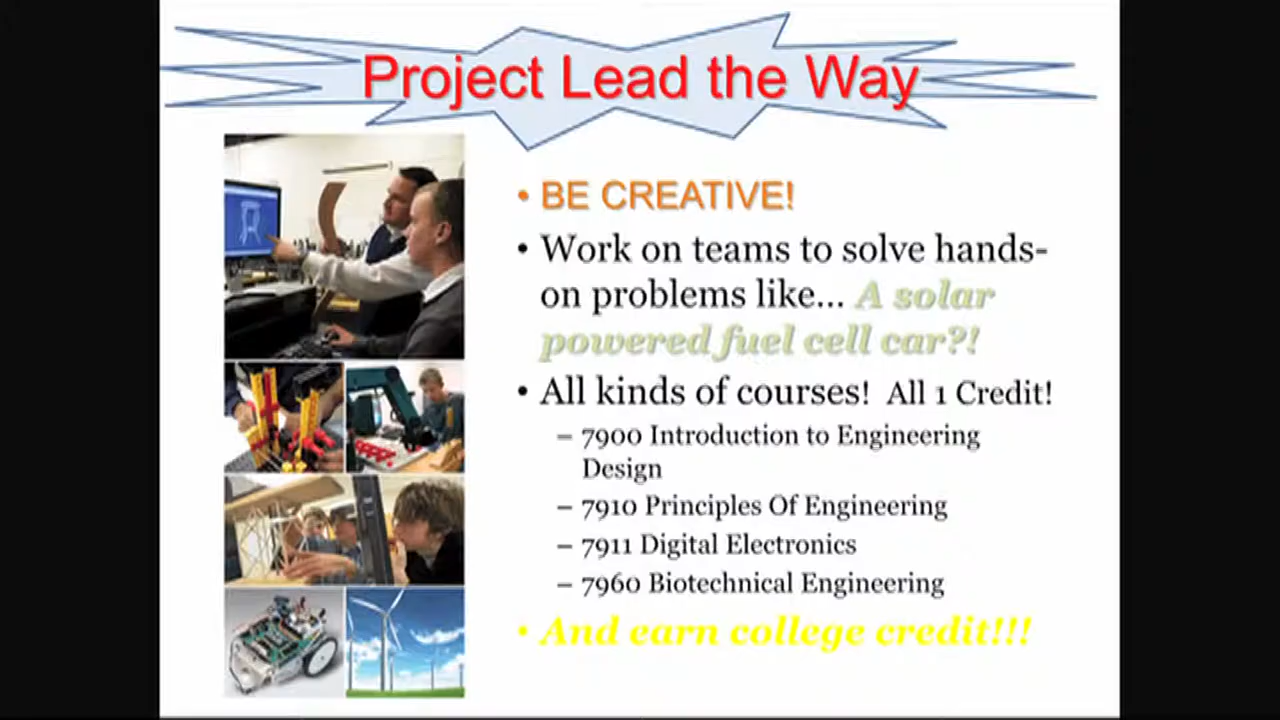 Project Lead the Way
• BE CREATIVE!
• Work on teams to solve hands-
on problems like... A solar
powered fuel cell car?!
• All kinds of courses! All 1 Credit!
– 7900 Introduction to Engineering
Design
– 7910 Principles Of Engineering
– 7911 Digital Electronics
– 7960 Biotechnical Engineering
• And earn college credit!!!